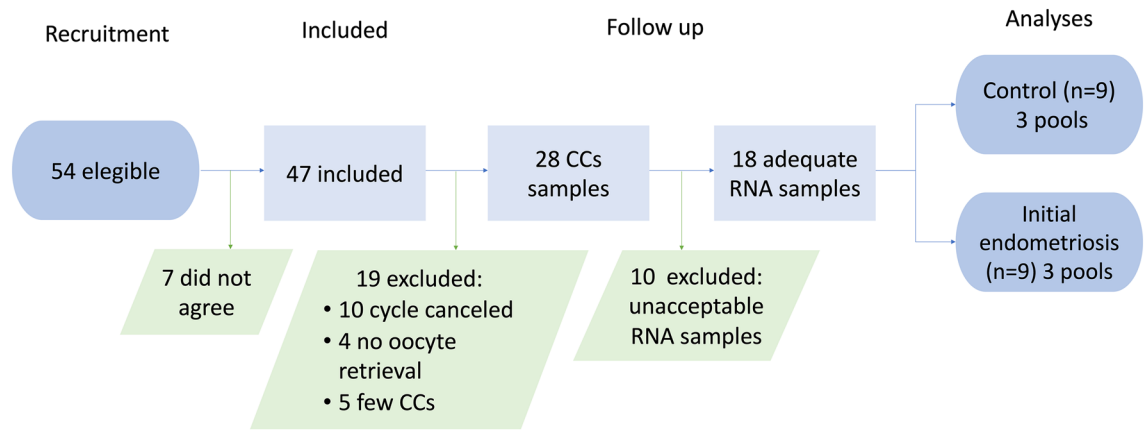 Recruitment
Included
Follow up
Analyses
54 elegible
47 included
28 CCs
samples
18 adequate
RNA samples
Control (n=9)
3 pools
Initial
endometriosis
(n=9) 3 pools
7 did not
agree
19 excluded:
• 10 cycle canceled
• 4 no oocyte
retrieval
• 5 few CCs
10 excluded:
unacceptable
RNA samples